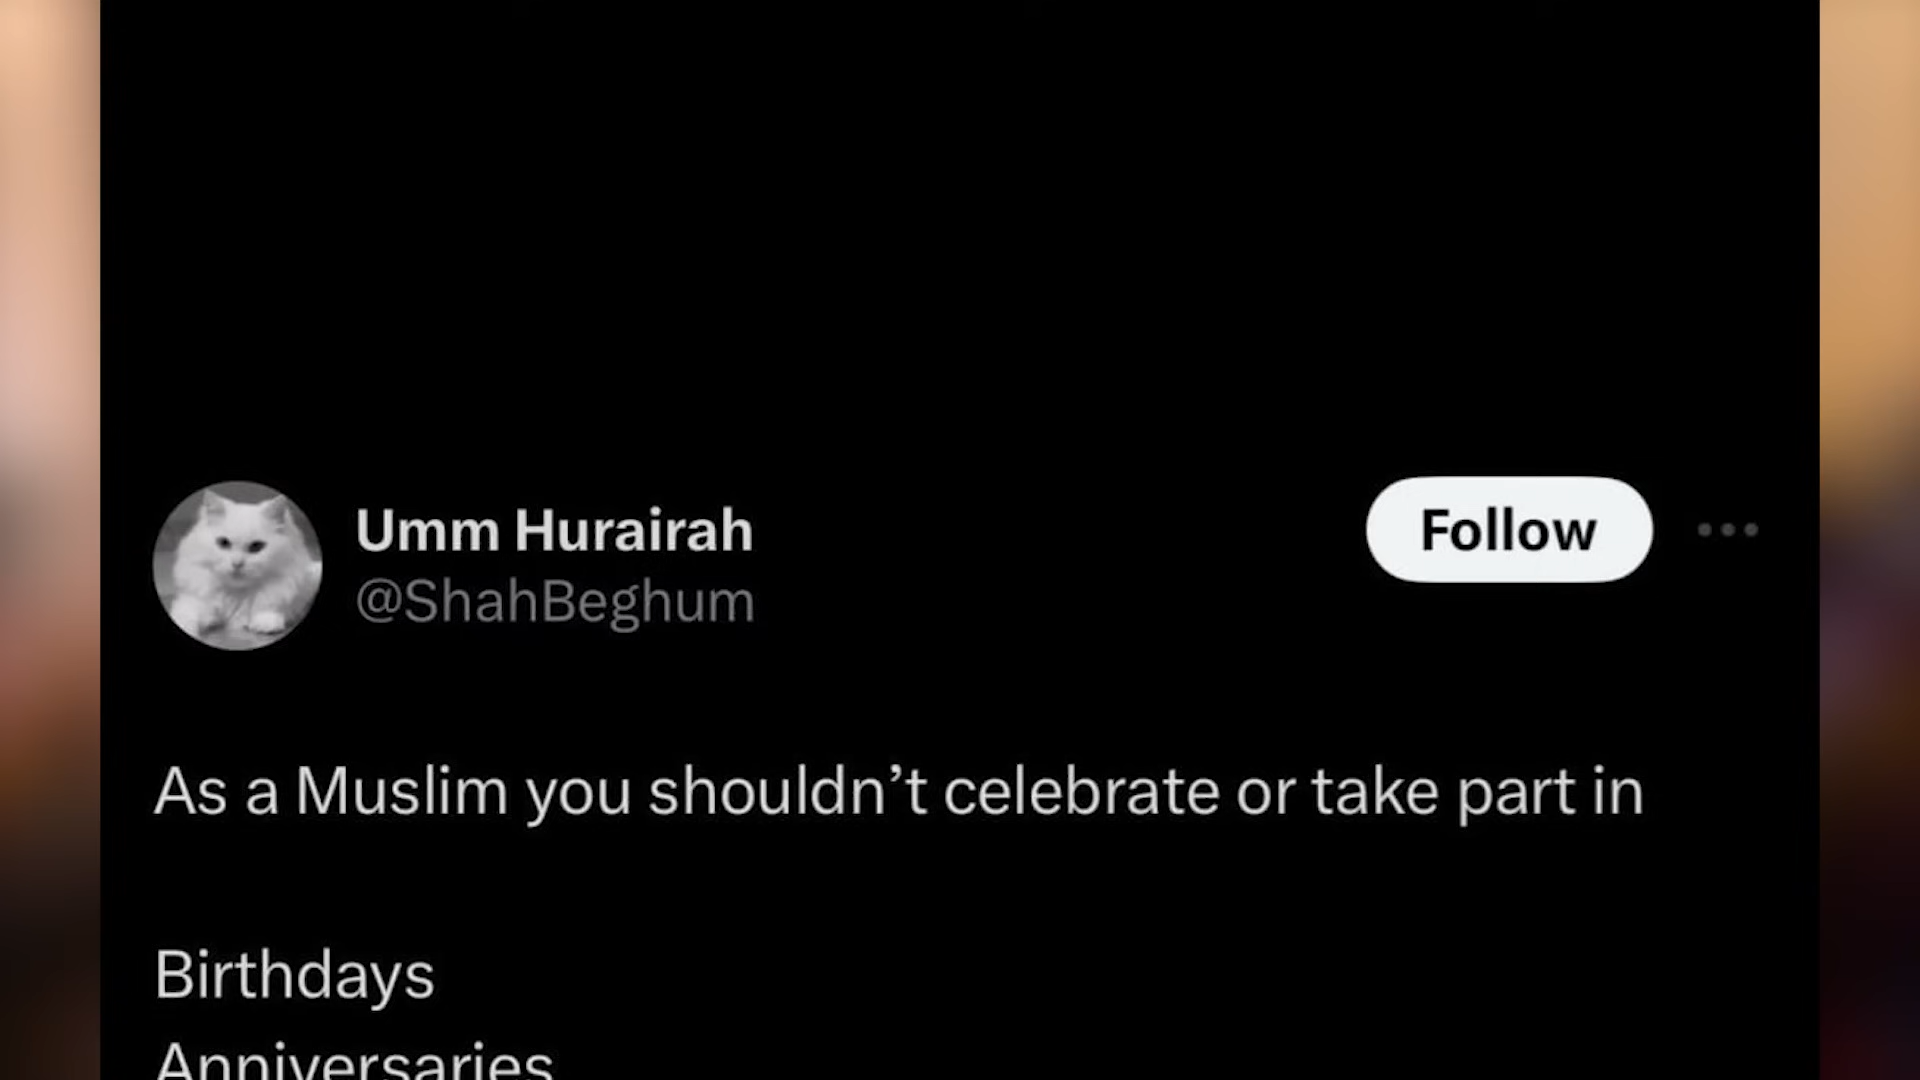 Umm Hurairah
@ShahBeghum
Follow
As a Muslim you shouldn’t celebrate or take part in
Birthdays
Anniversaries